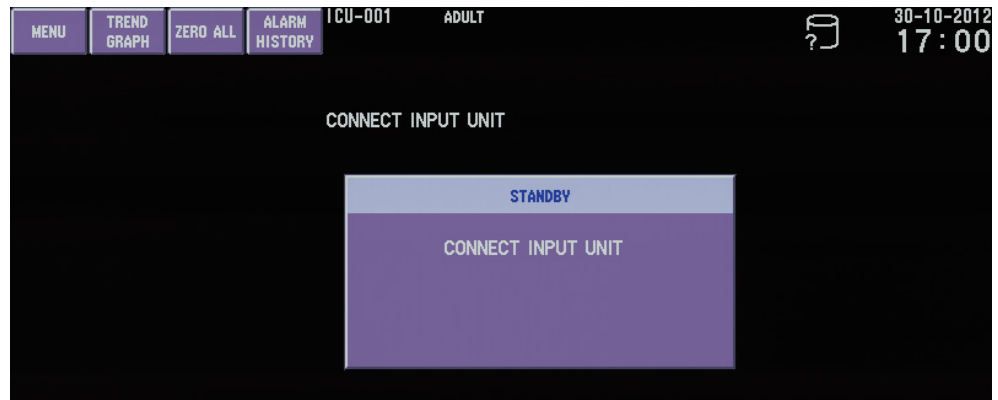 MENU
TREND
GRAPH
ZERO ALL
ALARM
HISTORY
ICU-001 ADULT
?
30-10-2012
17:00
CONNECT INPUT UNIT
STANDBY
CONNECT INPUT UNIT